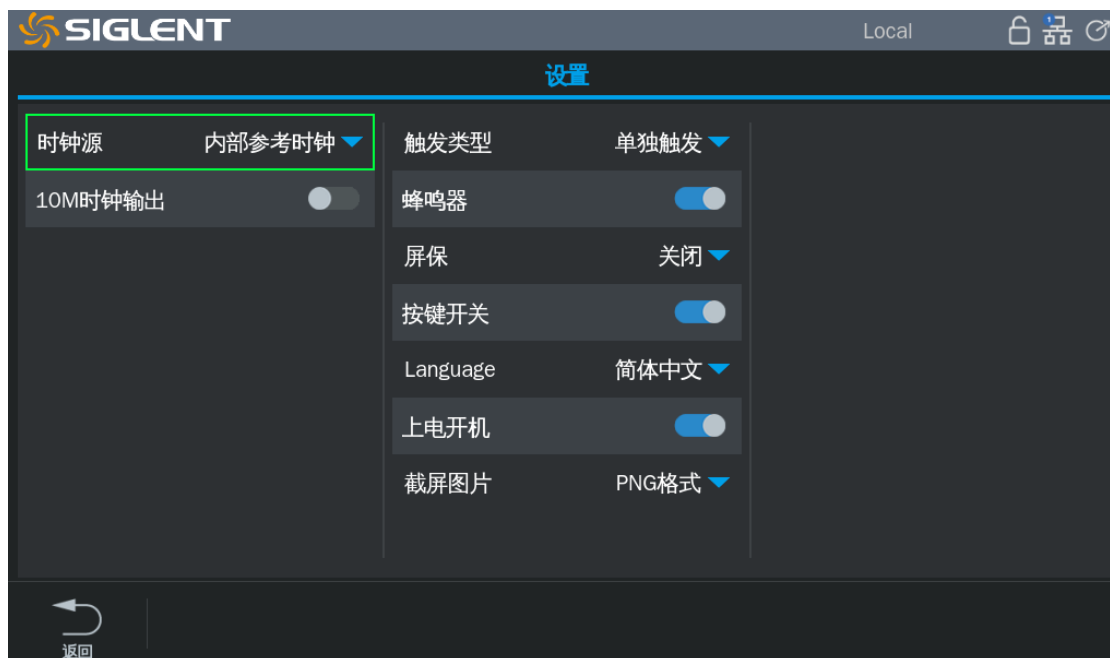 SIGLENT
Local
1
设置
时钟源 内部参考时钟
10M时钟输出
触发类型 单独触发
蜂鸣器
屏保 关闭
按键开关
Language 简体中文
上电开机
截屏图片 PNG格式
返回